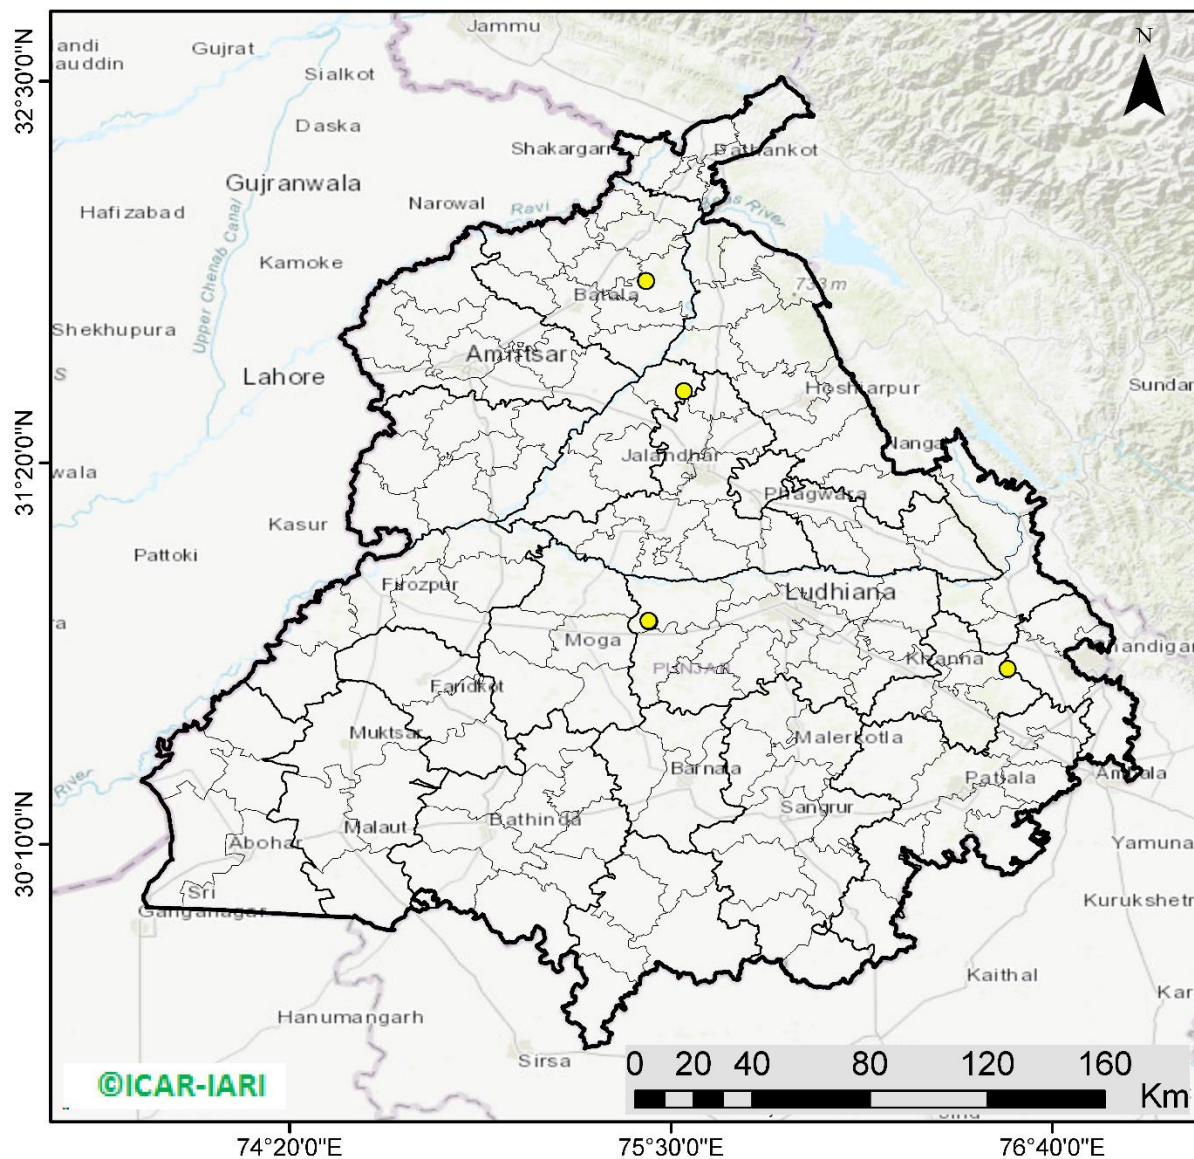 Jammu
N
andi
auddin
Gujrat
Sialkot
32°30'0"N
Daska
Shakargarh
Pathankot
Gujranwala
Hafizabad
Narowal
Ravi
River
Upper Chenab Canal
Kamoke
733 m
Batala
Shekhupura
Amritsar
S
Lahore
Hoshiarpur
Sundar
31°20'0"N
wala
Nanga
Jalandhar
Phagwara
Kasur
Pattoki
Firozpur
Ludhiana
a
Moga
PUNJAB
Khanna
Chandigar
Faridkot
Muktsar
Malerkotla
River
Barnala
Patiala
Ambala
Sangrur
Bathinda
Malaut
Abohar
Yamuna
30°10'0"N
Sri
Ganganagar
Kurukshetr
Kaithal
Kar
Hanumangarh
Sirsa
©ICAR-IARI
0 20 40 80 120 160
Km
74°20'0"E 75°30'0"E 76°40'0"E